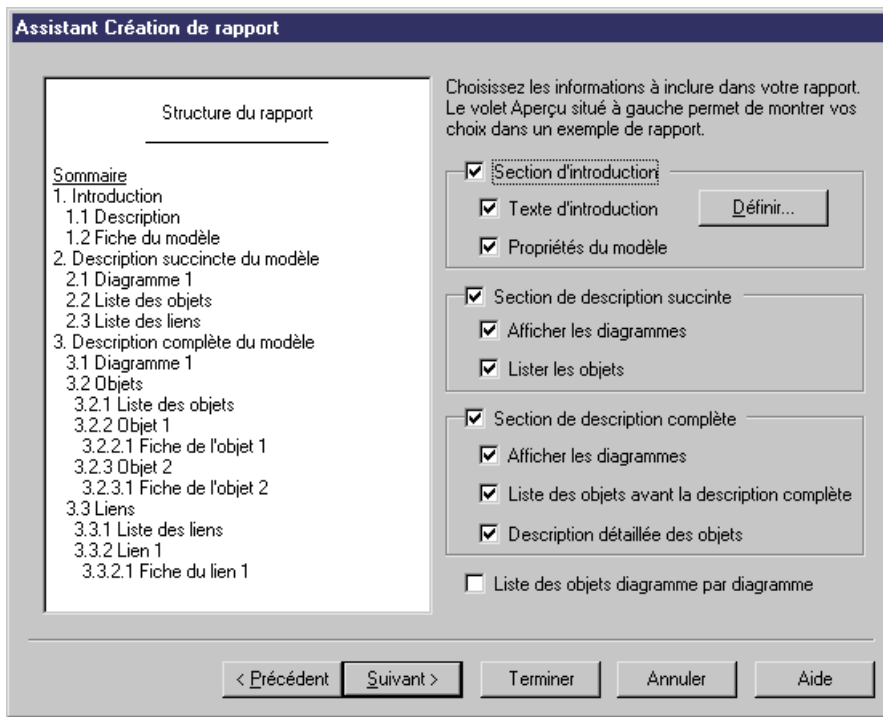 Assistant Création de rapport
Structure du rapport
Sommaire
1. Introduction
1.1 Description
1.2 Fiche du modèle
2. Description succincte du modèle
2.1 Diagramme 1
2.2 Liste des objets
2.3 Liste des liens
3. Description complète du modèle
3.1 Diagramme 1
3.2 Objets
3.2.1 Liste des objets
3.2.2 Objet 1
3.2.2.1 Fiche de l'objet 1
3.2.3 Objet 2
3.2.3.1 Fiche de l'objet 2
3.3 Liens
3.3.1 Liste des liens
3.3.2 Lien 1
3.3.2.1 Fiche du lien 1
Choisissez les informations à inclure dans votre rapport.
Le volet Aperçu situé à gauche permet de montrer vos
choix dans un exemple de rapport.
Section d'introduction
Texte d'introduction
Définir...
Propriétés du modèle
Section de description succinte
Afficher les diagrammes
Lister les objets
Section de description complète
Afficher les diagrammes
Liste des objets avant la description complète
Description détaillée des objets
Liste des objets diagramme par diagramme
< Précédent
Suivant >
Terminer
Annuler
Aide